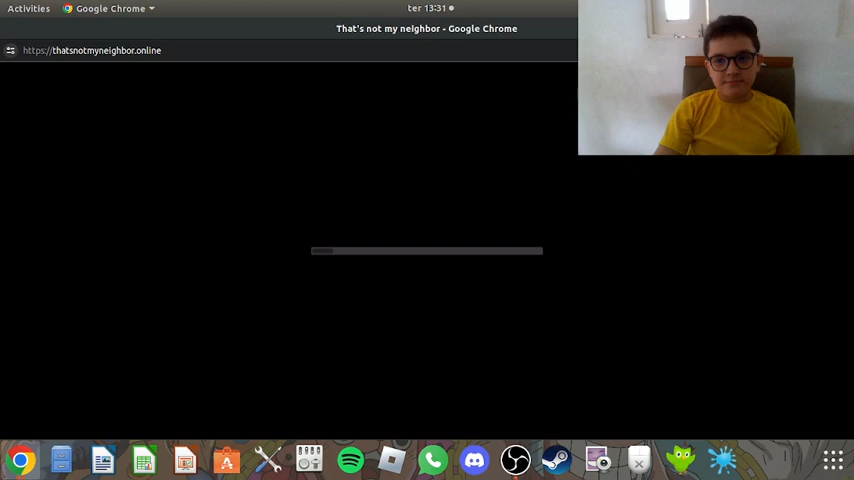 Activities Google Chrome ter 13:31
That's not my neighbor - Google Chrome
https://thatsnotmyneighbor.online